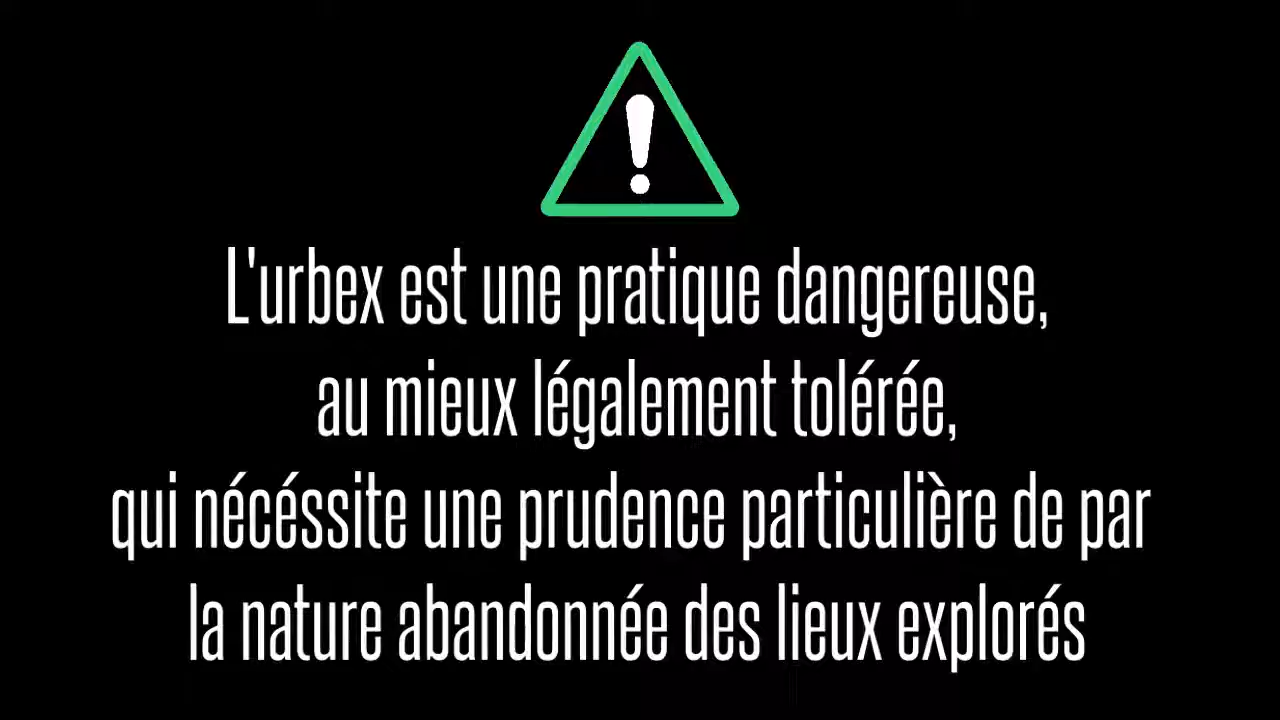 L'urbex est une pratique dangereuse,
au mieux légalement tolérée,
qui nécéssite une prudence particulière de par
la nature abandonnée des lieux explorés